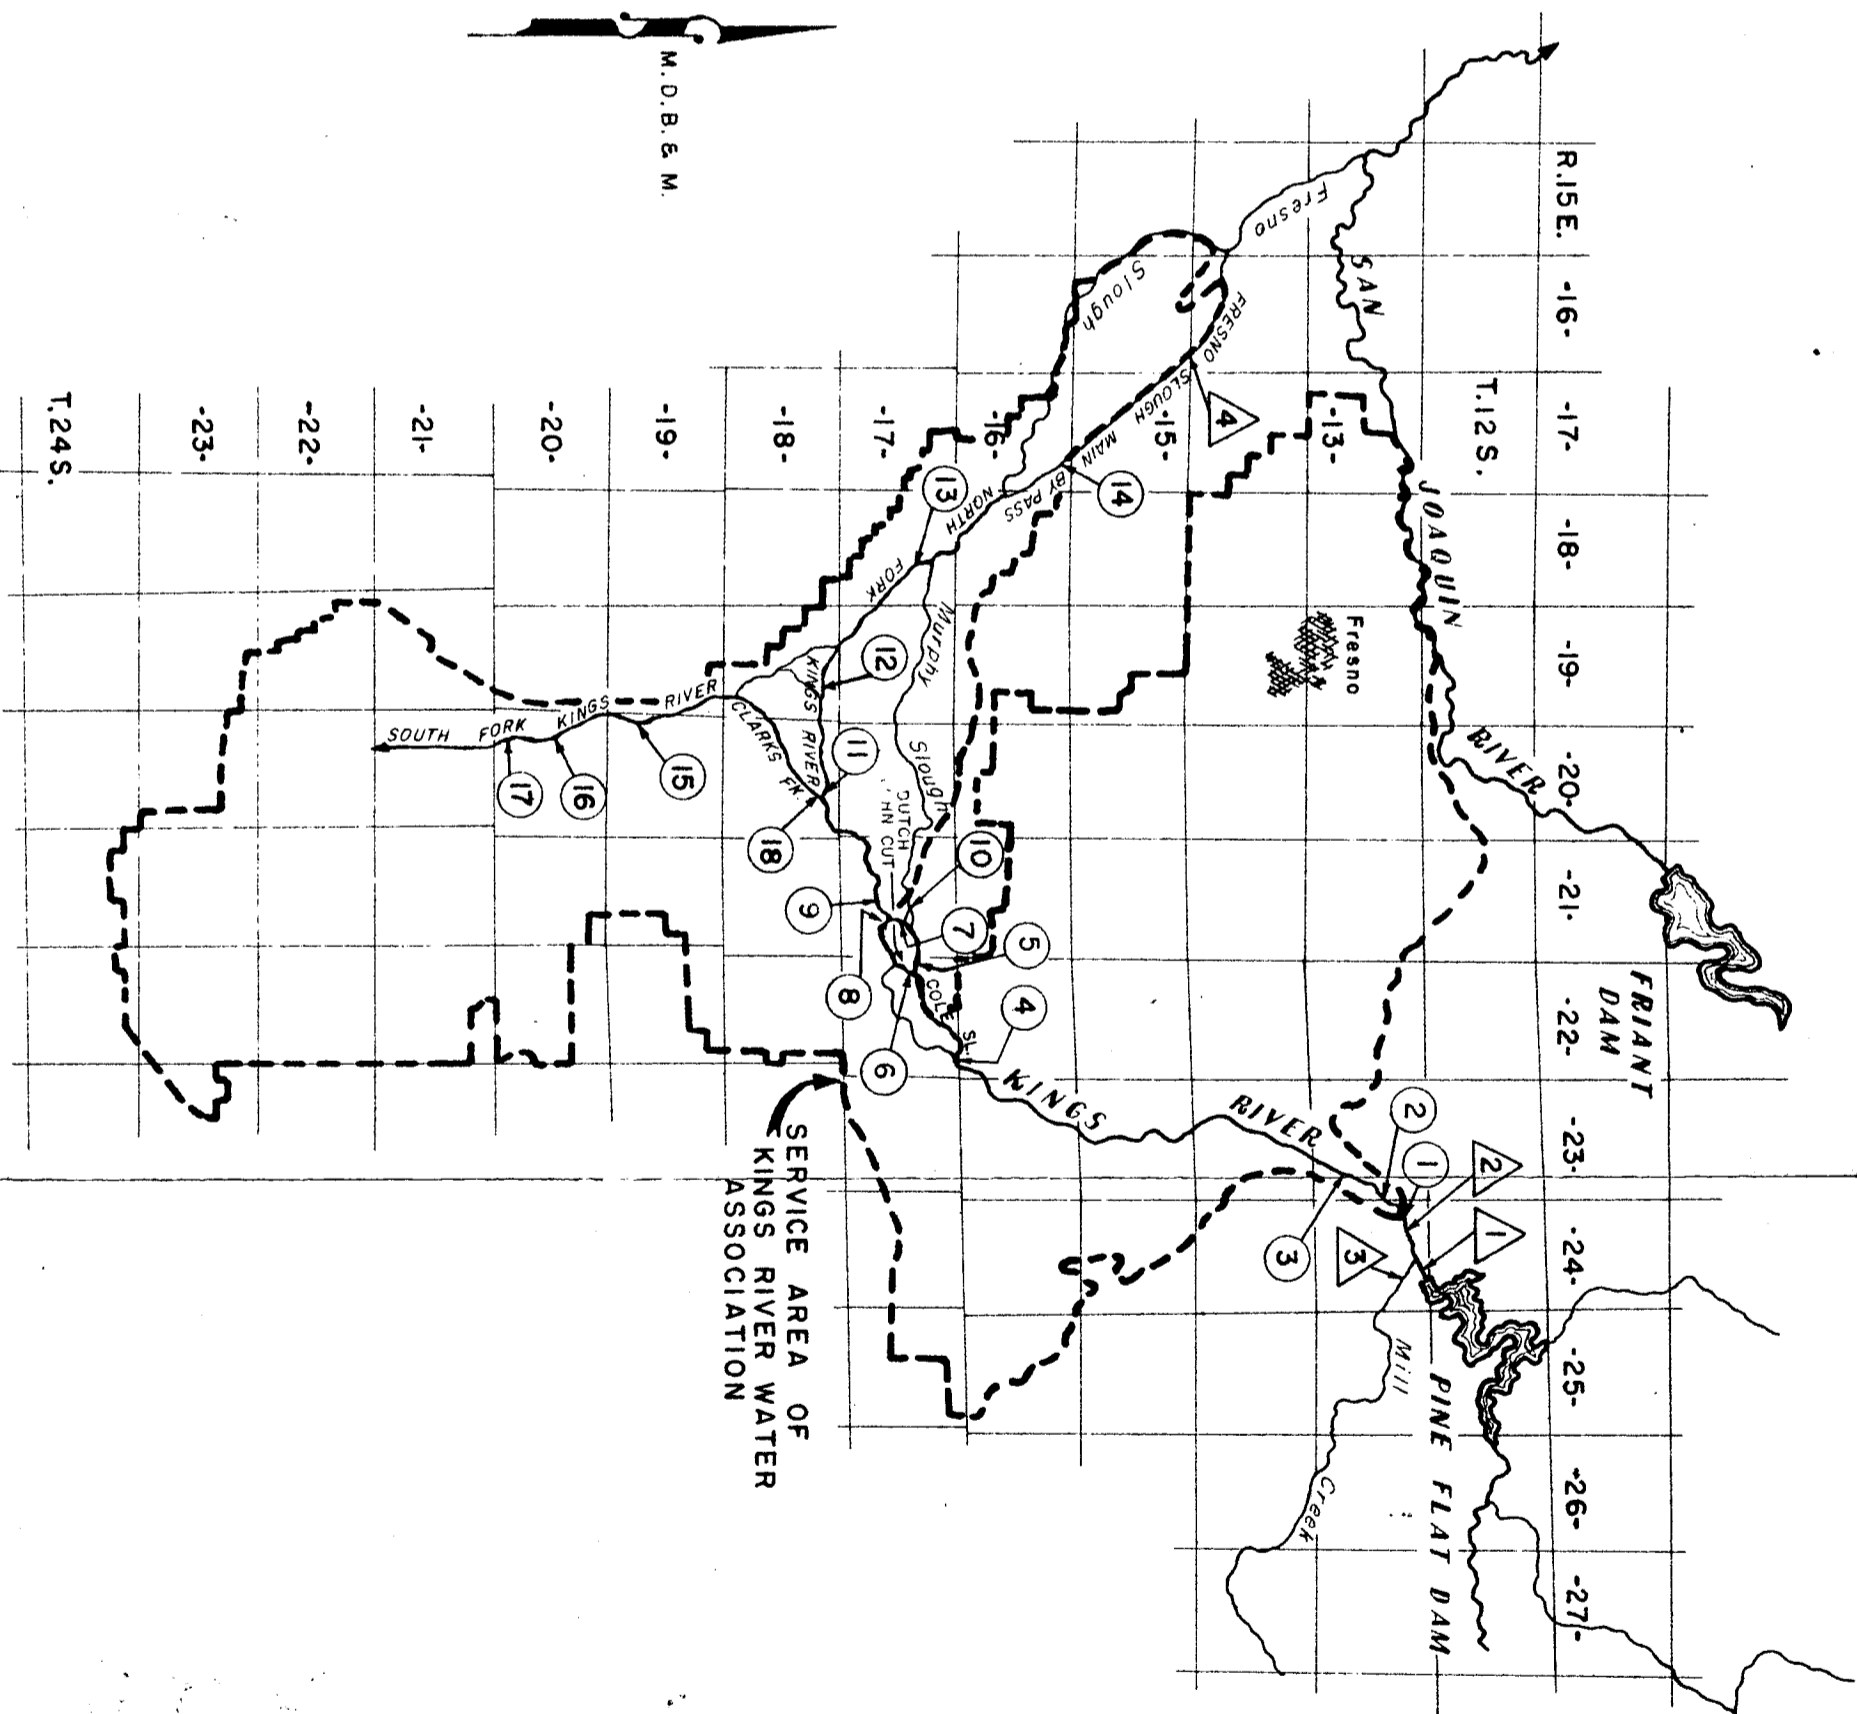 R.15E.
-16-
-17-
-18-
-19-
-20-
-21-
-22-
-23-
-24-
-25-
-26-
-27-
T.12 S.
-13-
-15-
-16-
-17-
-18-
-19-
-20-
-21-
-22-
-23-
T.24S.
M.D.B.& M.
SAN
JOAQUIN
RIVER
FRIANT
DAM
Fresno
Fresno
Slough
FRESNO
SLOUGH
MAIN
BY PASS
NORTH
FORK
Murphy
Slough
KINGS
RIVER
CLARKS
FK.
DUTCH
CUT
COLE
SL.
KINGS
RIVER
SOUTH
FORK
KINGS
RIVER
PINE FLAT DAM
Mill
Creek
1
2
3
4
1
2
3
4
5
6
7
8
9
10
11
12
13
14
15
16
17
18
SERVICE AREA OF
KINGS RIVER WATER
ASSOCIATION